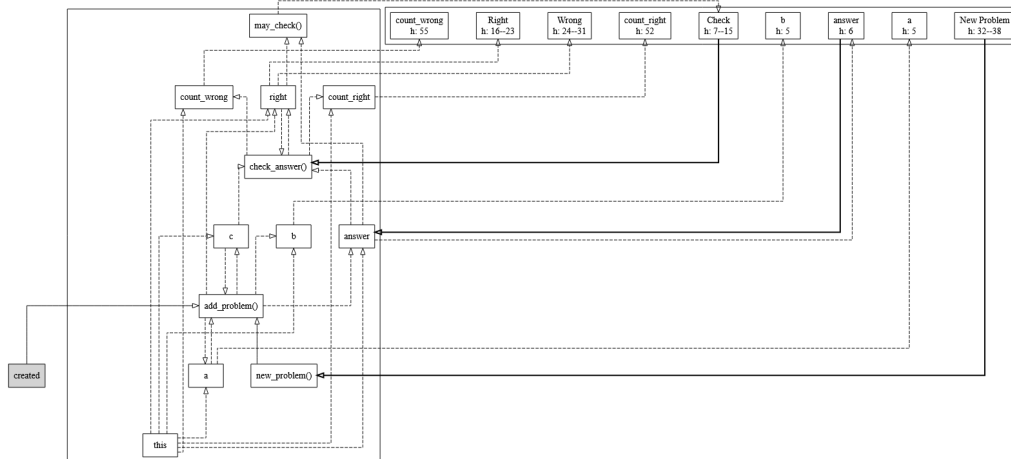 may_check()
count_wrong
h: 55
Right
h: 16--23
Wrong
h: 24--31
count_right
h: 52
Check
h: 7--15
b
h: 5
answer
h: 6
a
h: 5
New Problem
h: 32--38
count_wrong
right
count_right
check_answer()
c
b
answer
add_problem()
created
a
new_problem()
this